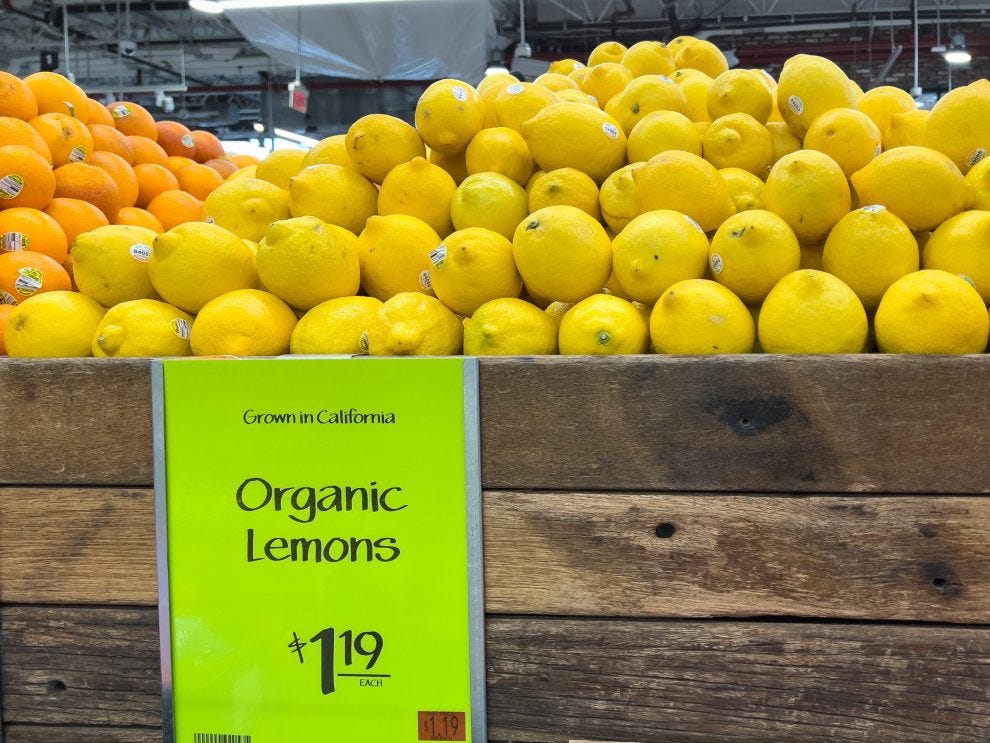 Grown in California
Organic
Lemons
$1 19
EACH
$1.19